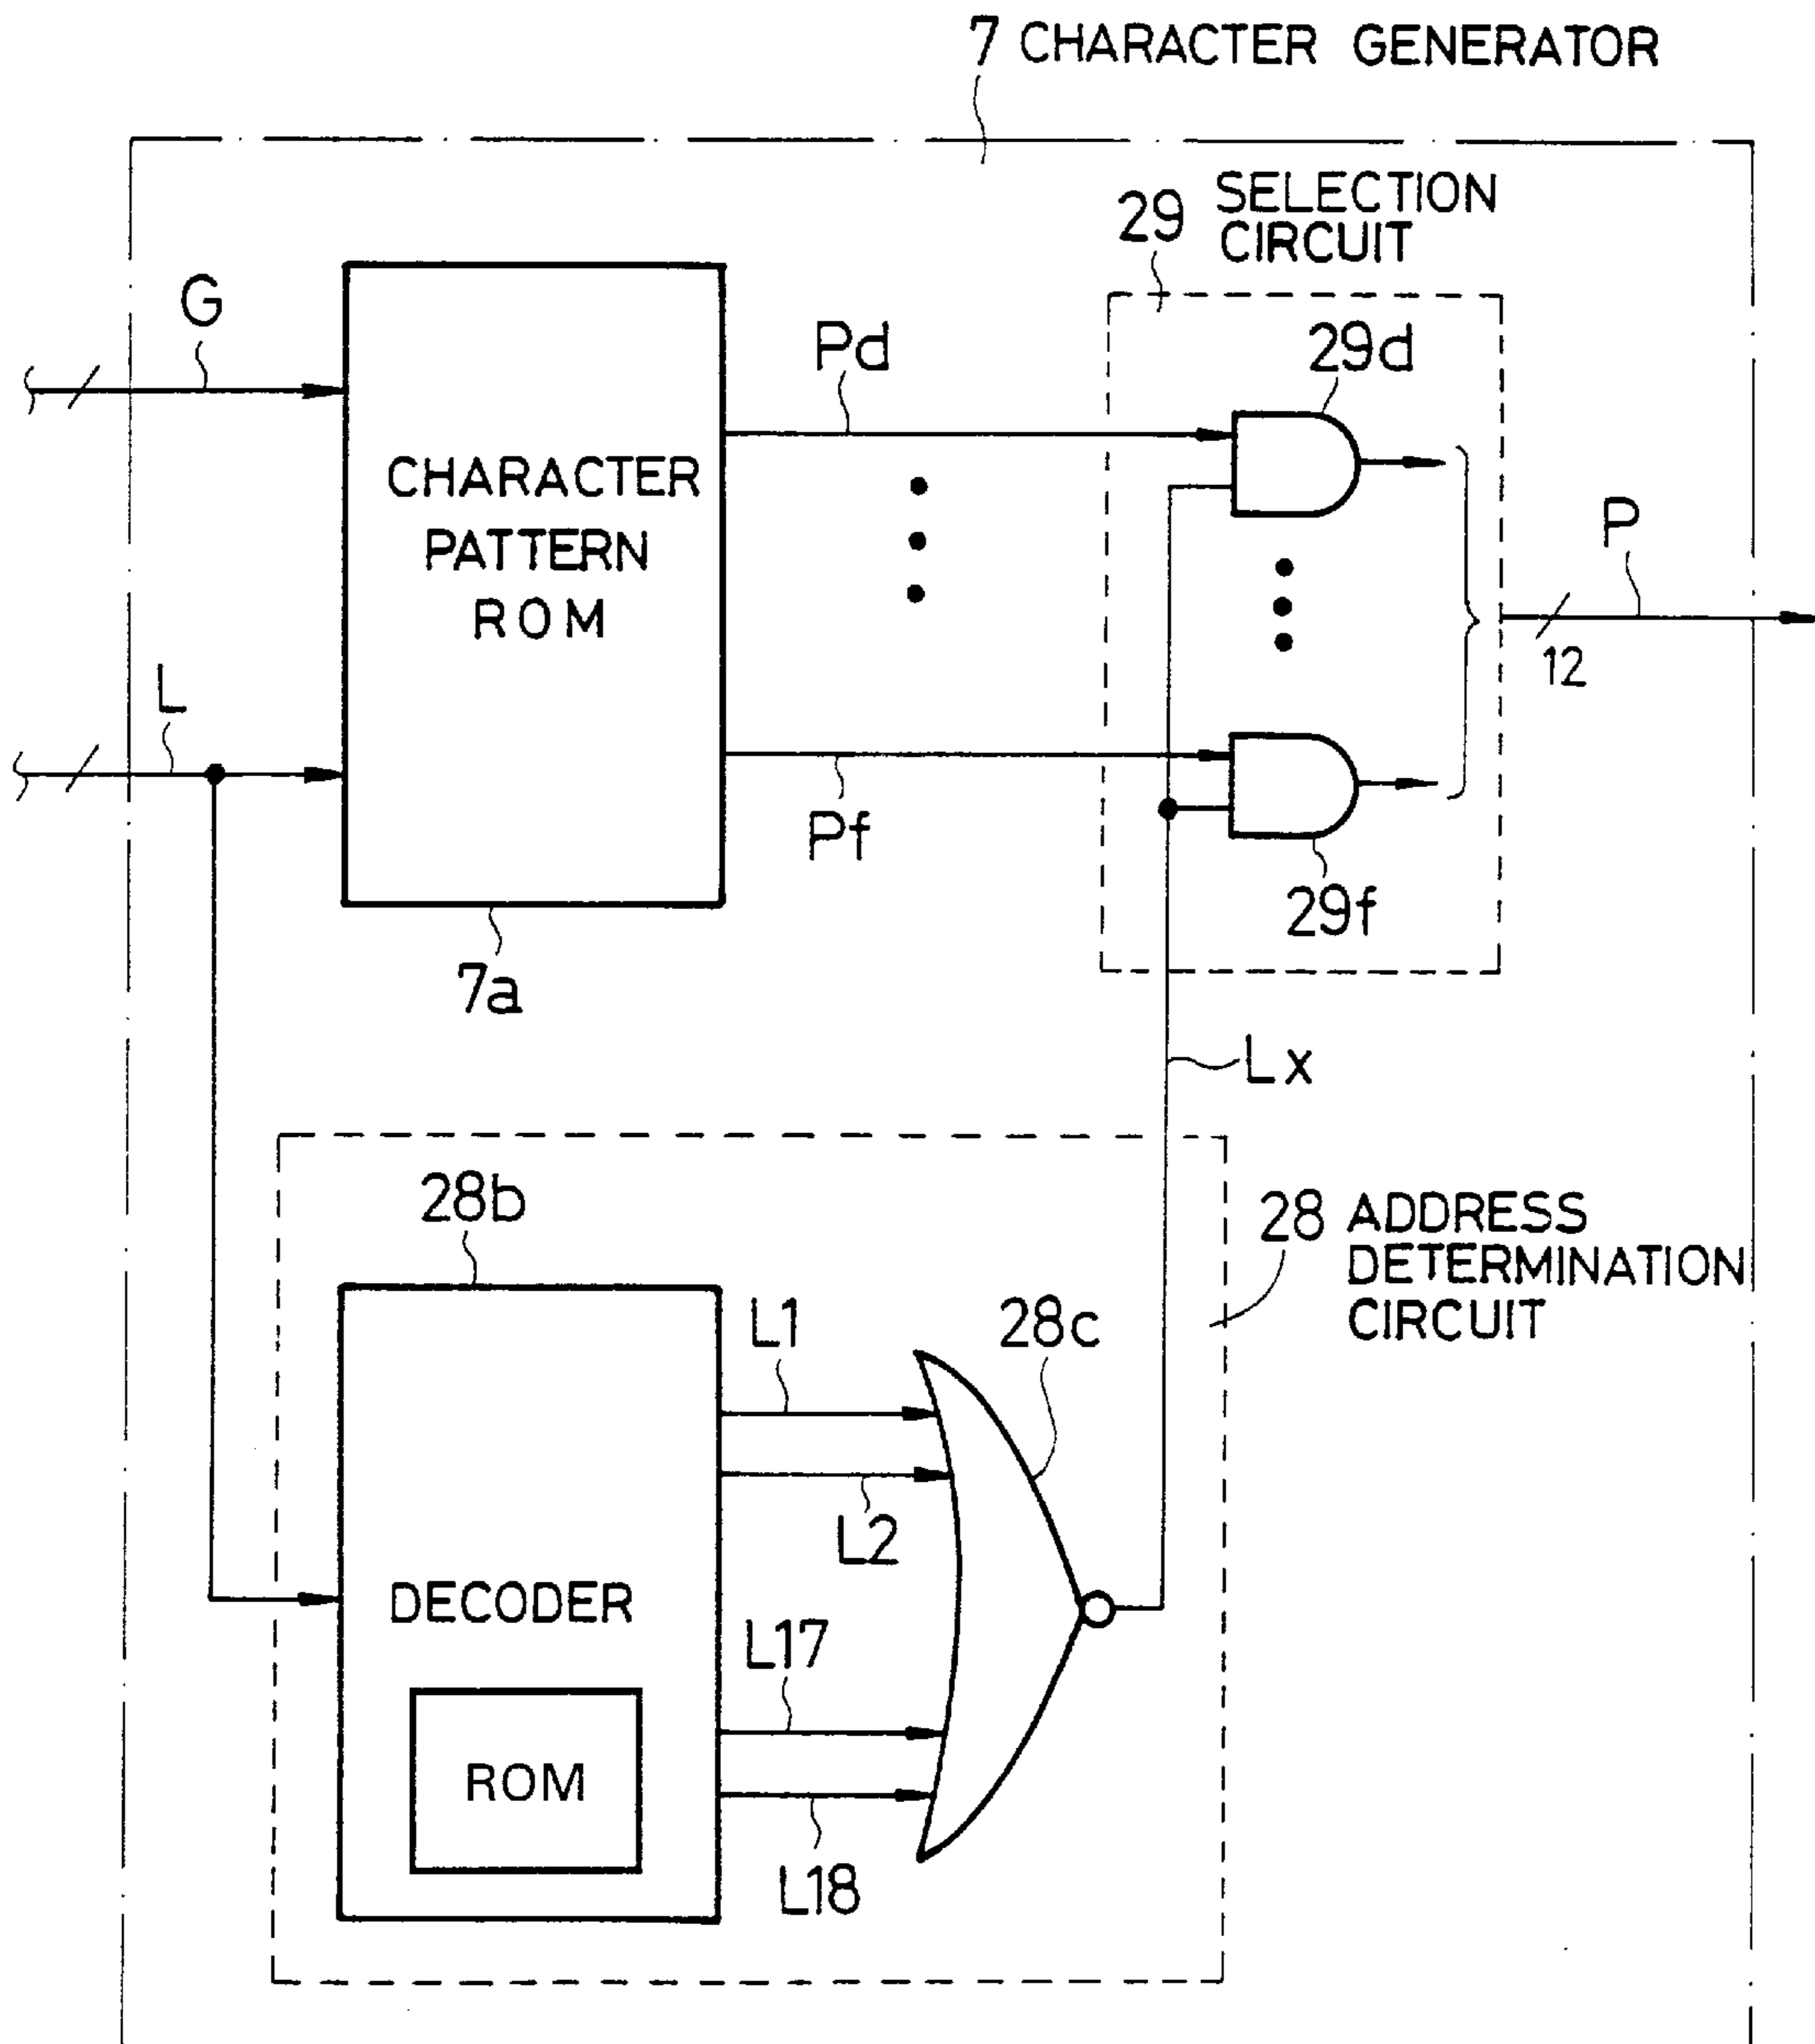 7 CHARACTER GENERATOR
29 SELECTION
CIRCUIT
G
Pd
29d
CHARACTER
PATTERN
ROM
P
12
L
Pf
29f
7a
Lx
28b
28 ADDRESS
DETERMINATION
CIRCUIT
L1
28c
L2
DECODER
L17
ROM
L18